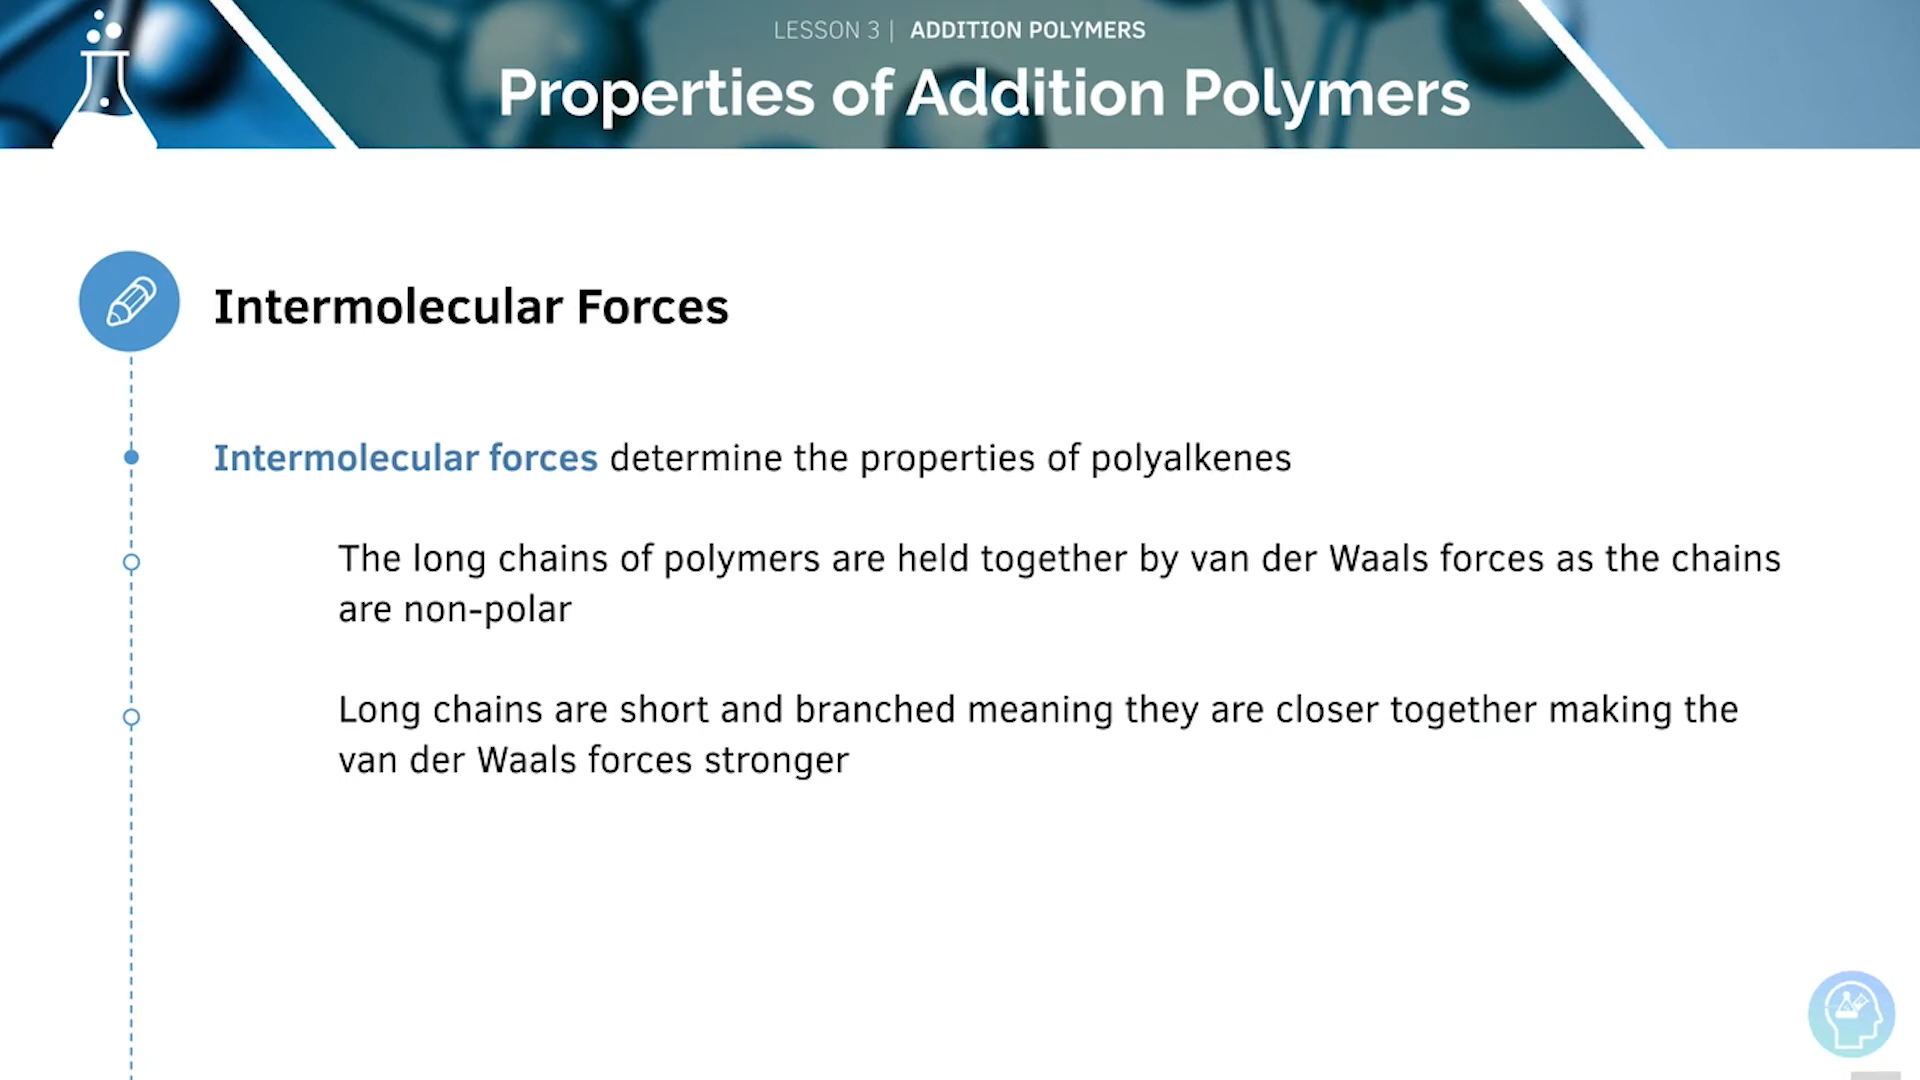 LESSON 3 | ADDITION POLYMERS
Properties of Addition Polymers
Intermolecular Forces
Intermolecular forces determine the properties of polyalkenes
The long chains of polymers are held together by van der Waals forces as the chains
are non-polar
Long chains are short and branched meaning they are closer together making the
van der Waals forces stronger